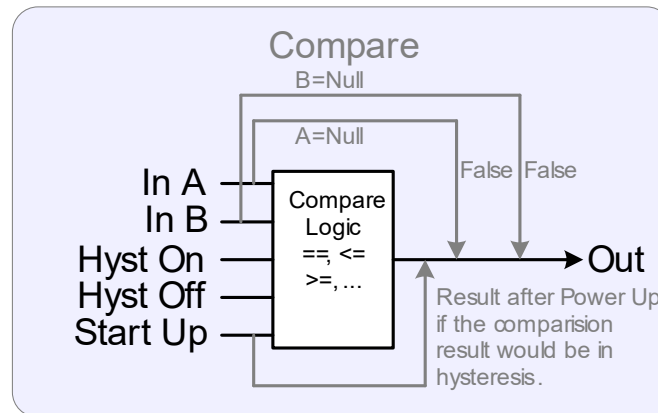 Compare
B=Null
A=Null
False False
In A
In B
Hyst On
Hyst Off
Start Up
Compare
Logic
==, <=
>=, ...
Out
Result after Power Up
if the comparision
result would be in
hysteresis.